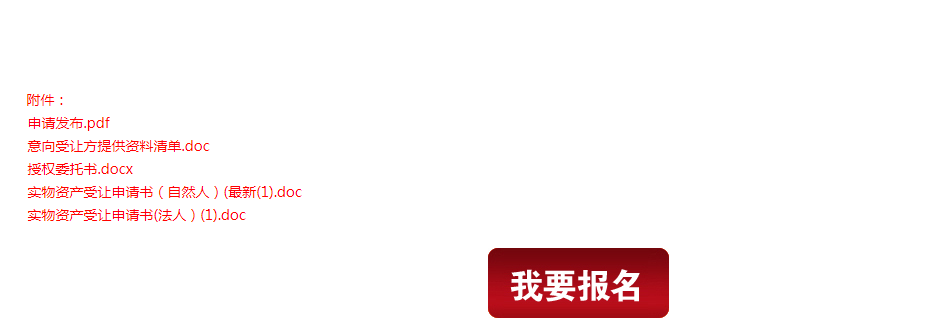 附件：
申请发布.pdf
意向受让方提供资料清单.doc
授权委托书.docx
实物资产受让申请书（自然人）(最新(1).doc
实物资产受让申请书(法人）(1).doc
我要报名